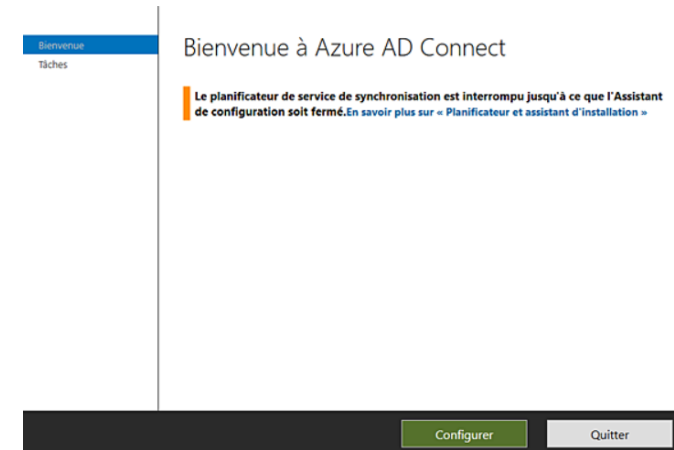 Bienvenue
Tâches
Bienvenue à Azure AD Connect
Le planificateur de service de synchronisation est interrompu jusqu'à ce que l'Assistant
de configuration soit fermé.En savoir plus sur « Planificateur et assistant d'installation »
Configurer
Quitter